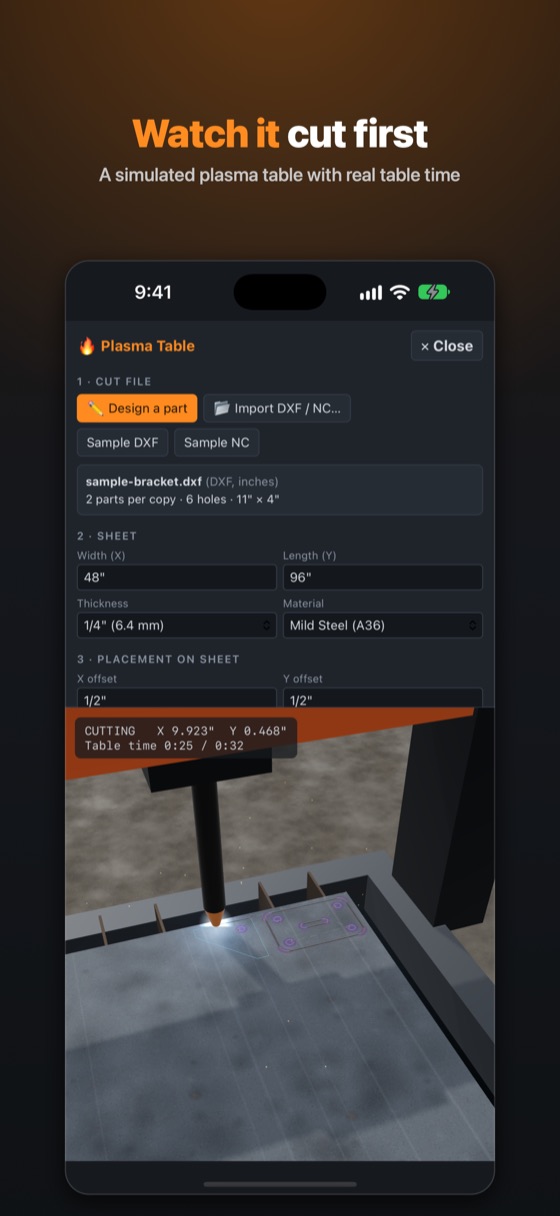 Watch it cut first
A simulated plasma table with real table time
9:41
🔥 Plasma Table
× Close
1 · CUT FILE
✏️ Design a part
📂 Import DXF / NC...
Sample DXF
Sample NC
sample-bracket.dxf (DXF, inches)
2 parts per copy · 6 holes · 11" × 4"
2 · SHEET
Width (X)
Length (Y)
48"
96"
Thickness
Material
1/4" (6.4 mm)
Mild Steel (A36)
3 · PLACEMENT ON SHEET
X offset
Y offset
1/2"
1/2"
CUTTING X 9.923" Y 0.468"
Table time 0:25 / 0:32